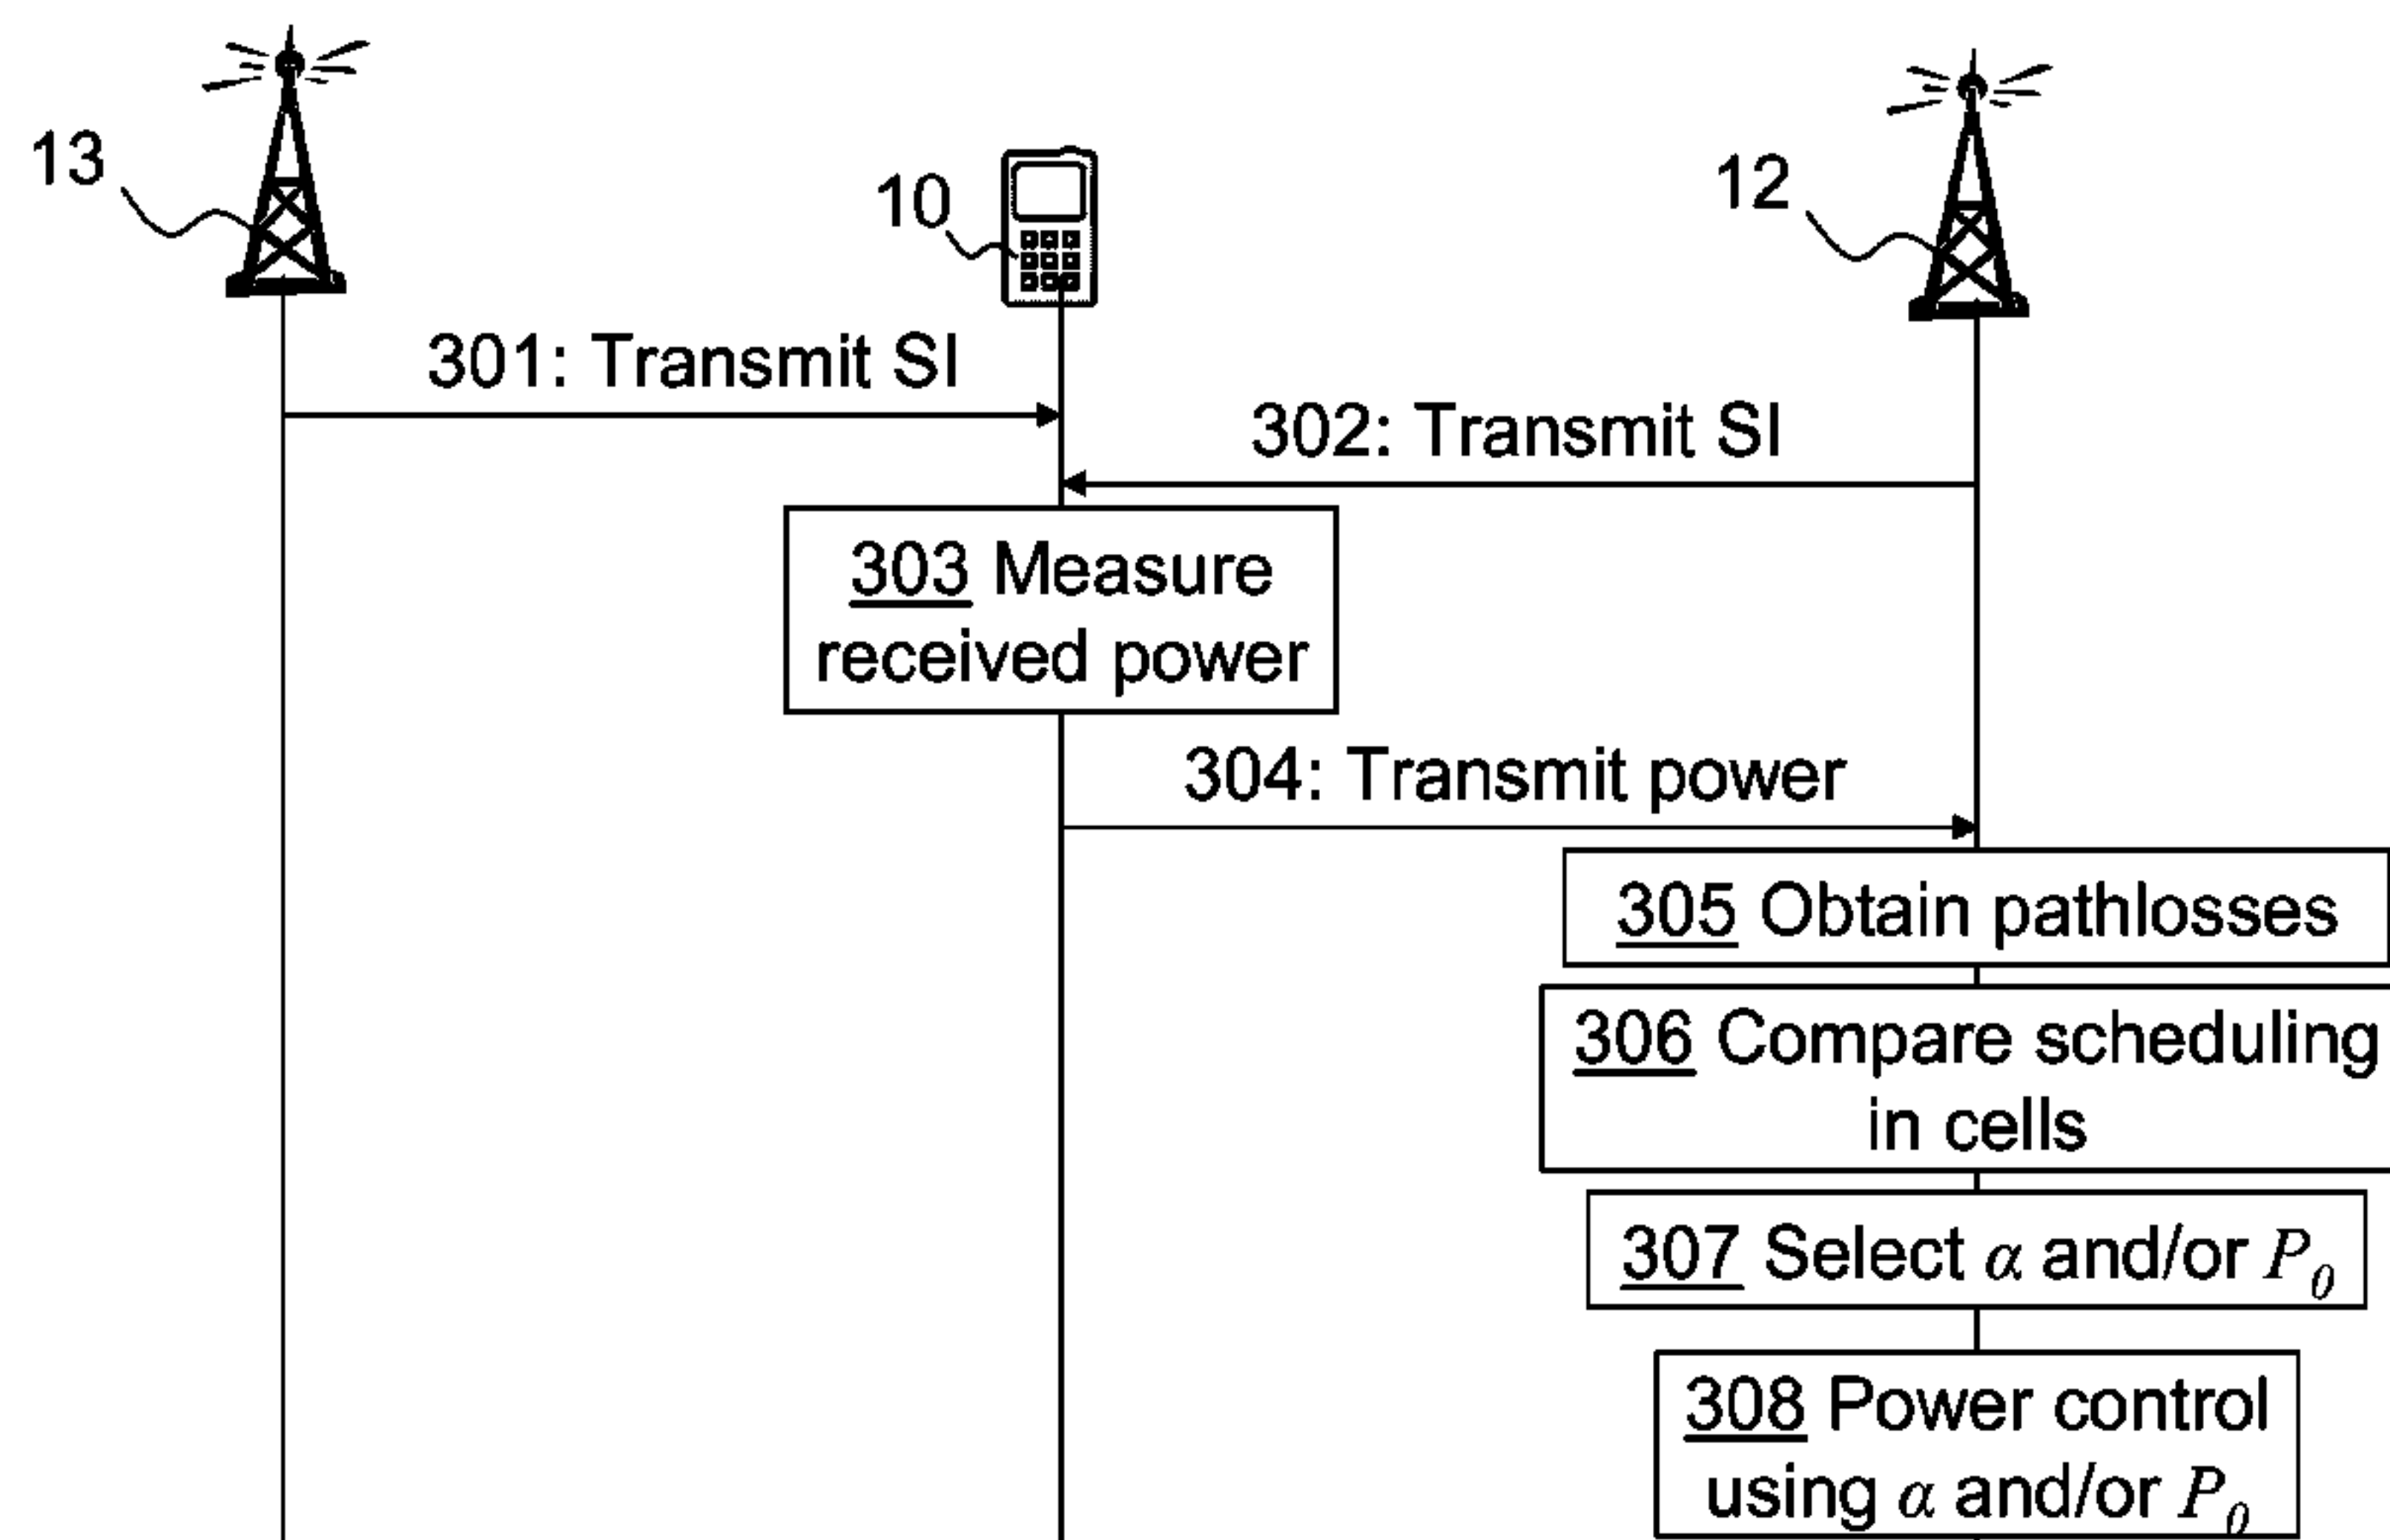 13
10
12
301: Transmit SI
302: Transmit SI
303 Measure
received power
304: Transmit power
305 Obtain pathlosses
306 Compare scheduling
in cells
307 Select α and/or P0
308 Power control
using α and/or P0